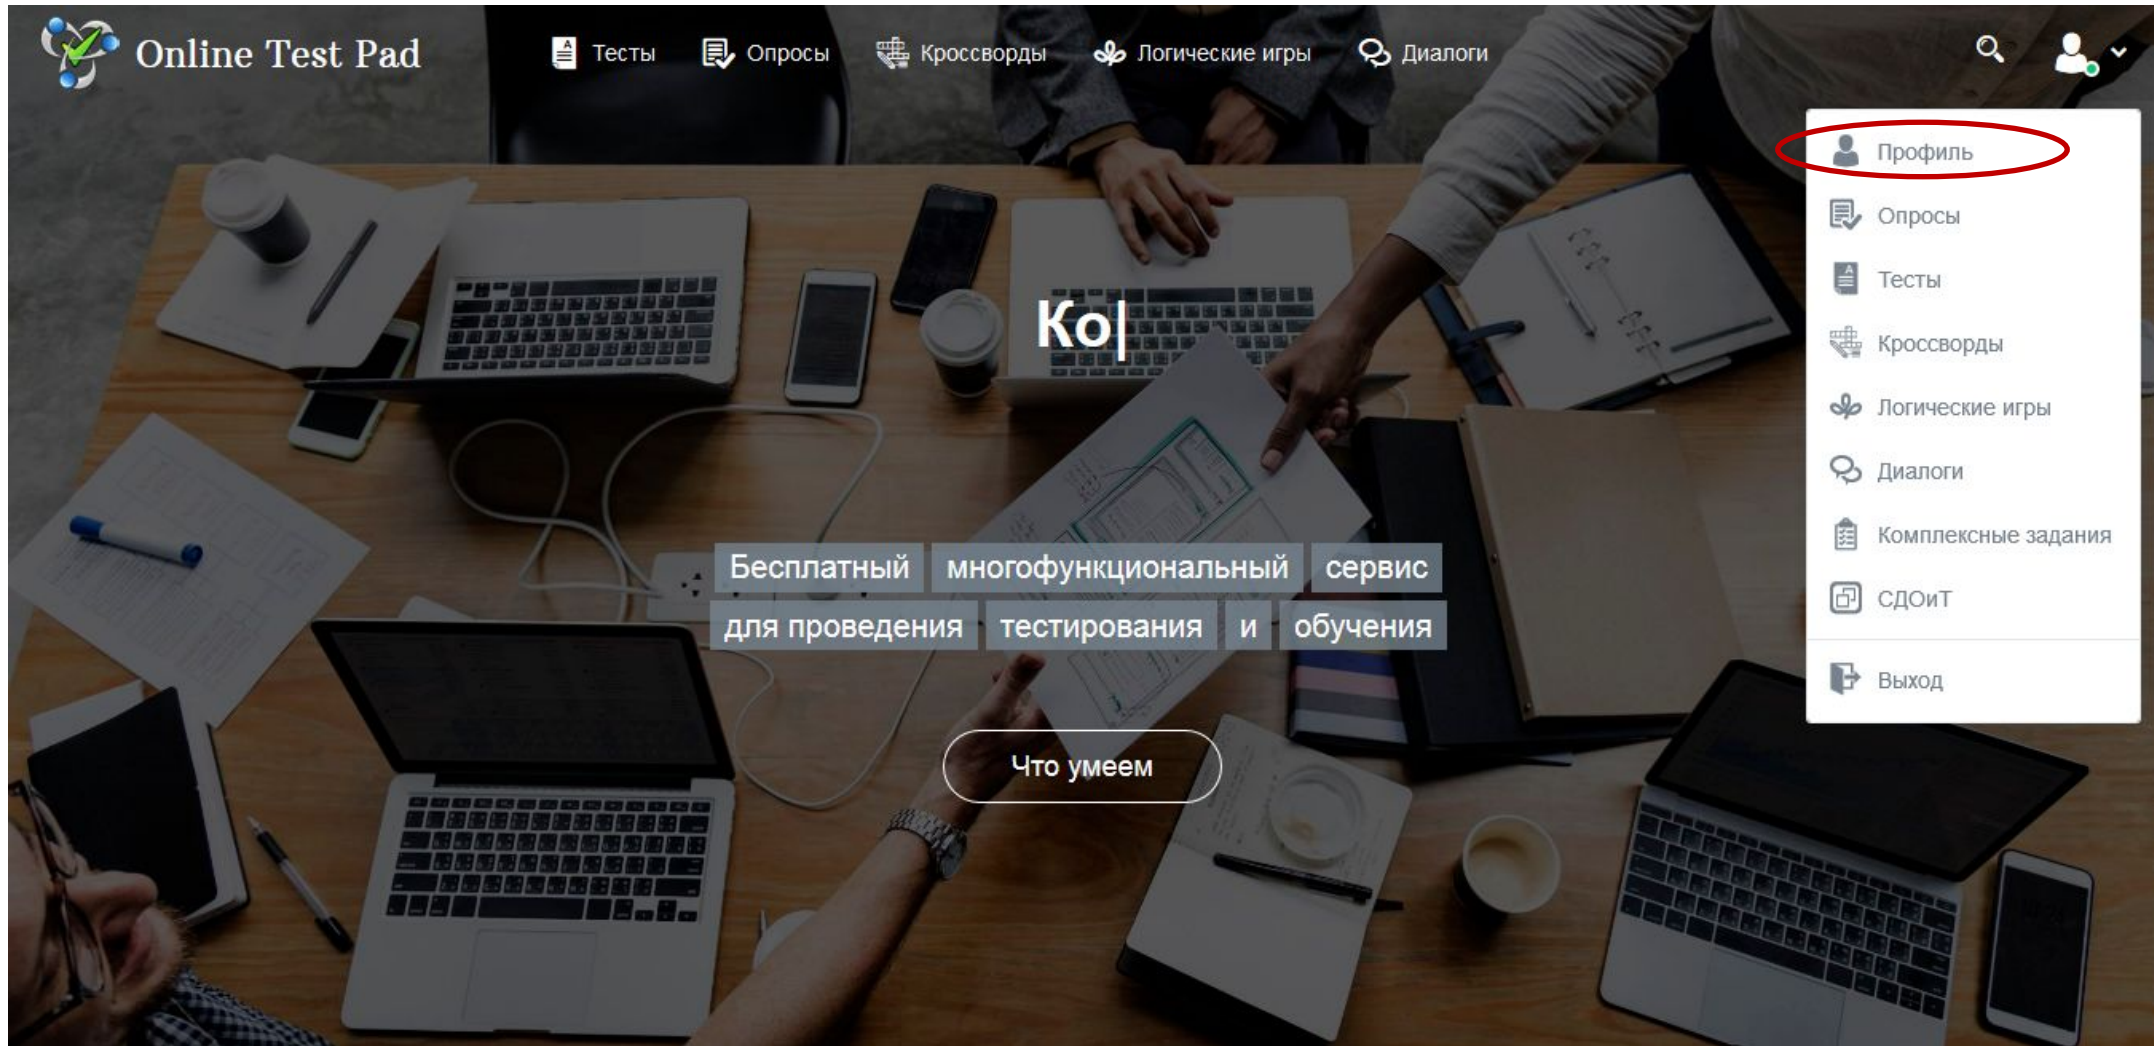 Online Test Pad
Тесты
Опросы
Кроссворды
Логические игры
Диалоги
Профиль
Опросы
Тесты
Кроссворды
Логические игры
Диалоги
Комплексные задания
СДОиТ
Выход
Ко|
Бесплатный многофункциональный сервис
для проведения тестирования и обучения
Что умеем